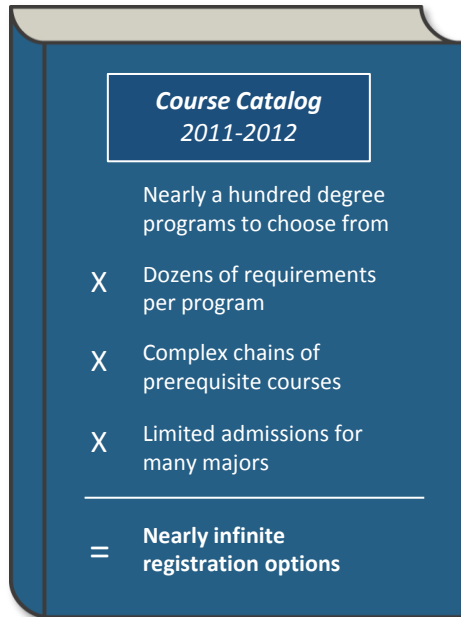 Course Catalog
2011-2012
Nearly a hundred degree
programs to choose from
X Dozens of requirements
per program
X Complex chains of
prerequisite courses
X Limited admissions for
many majors
= Nearly infinite
registration options